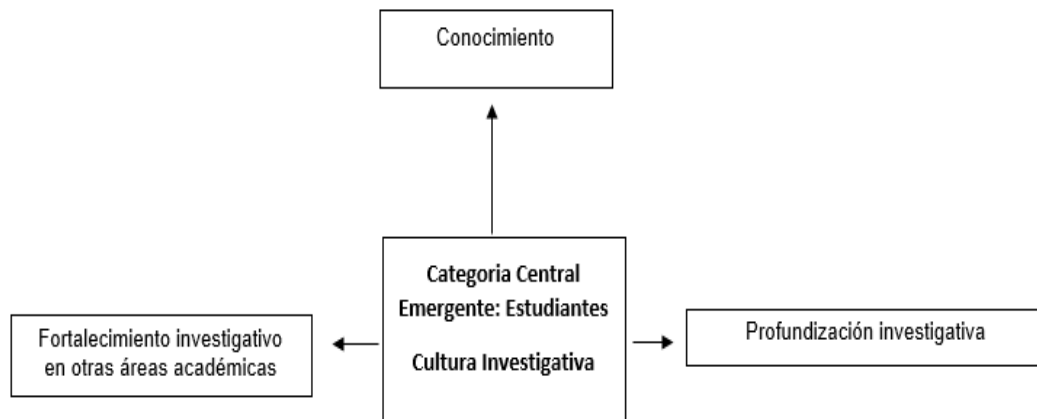 Conocimiento
Categoria Central
Emergente: Estudiantes
Cultura Investigativa
Fortalecimiento investigativo
en otras áreas académicas
Profundización investigativa